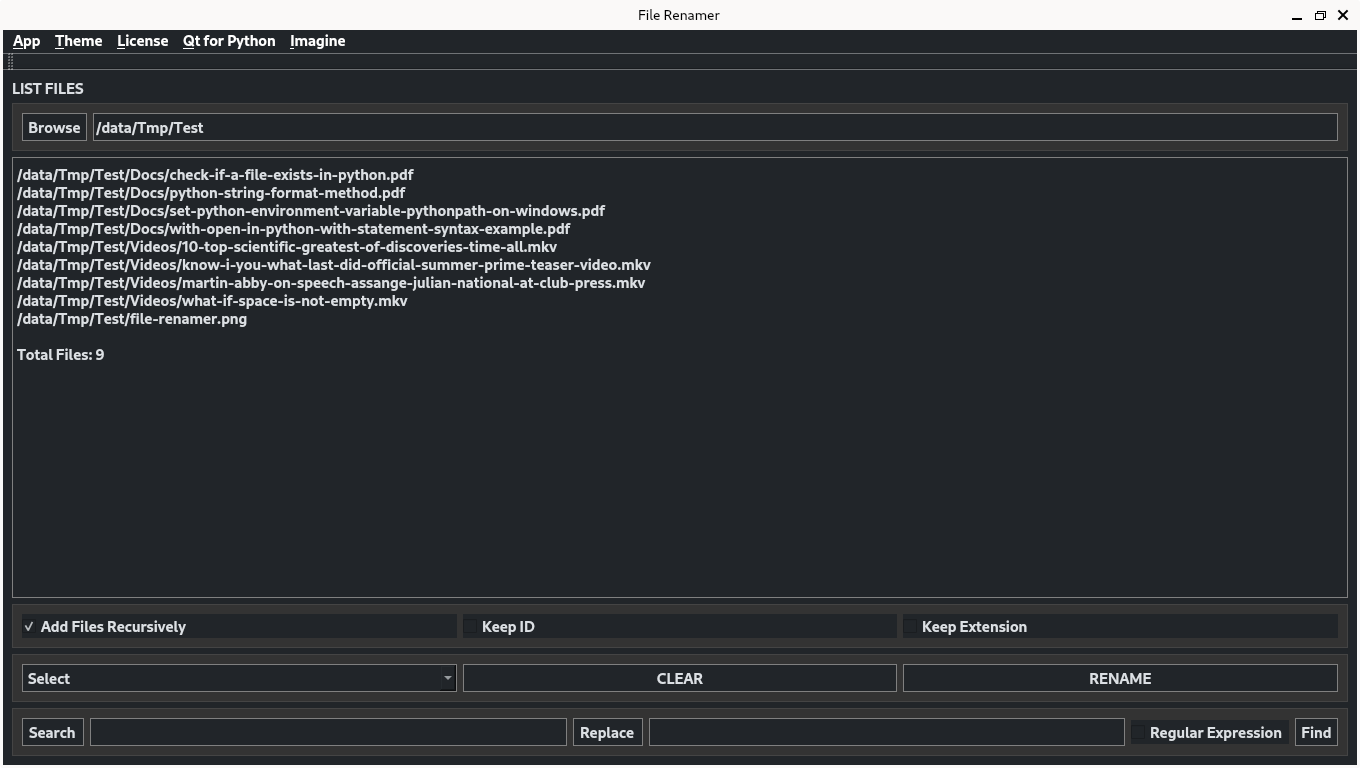 File Renamer
App Theme License Qt for Python Imagine
LIST FILES
Browse /data/Tmp/Test
/data/Tmp/Test/Docs/check-if-a-file-exists-in-python.pdf
/data/Tmp/Test/Docs/python-string-format-method.pdf
/data/Tmp/Test/Docs/set-python-environment-variable-pythonpath-on-windows.pdf
/data/Tmp/Test/Docs/with-open-in-python-with-statement-syntax-example.pdf
/data/Tmp/Test/Videos/10-top-scientific-greatest-of-discoveries-time-all.mkv
/data/Tmp/Test/Videos/know-i-you-what-last-did-official-summer-prime-teaser-video.mkv
/data/Tmp/Test/Videos/martin-abby-on-speech-assange-julian-national-at-club-press.mkv
/data/Tmp/Test/Videos/what-if-space-is-not-empty.mkv
/data/Tmp/Test/file-renamer.png
Total Files: 9
Add Files Recursively Keep ID Keep Extension
Select CLEAR RENAME
Search Replace Regular Expression Find